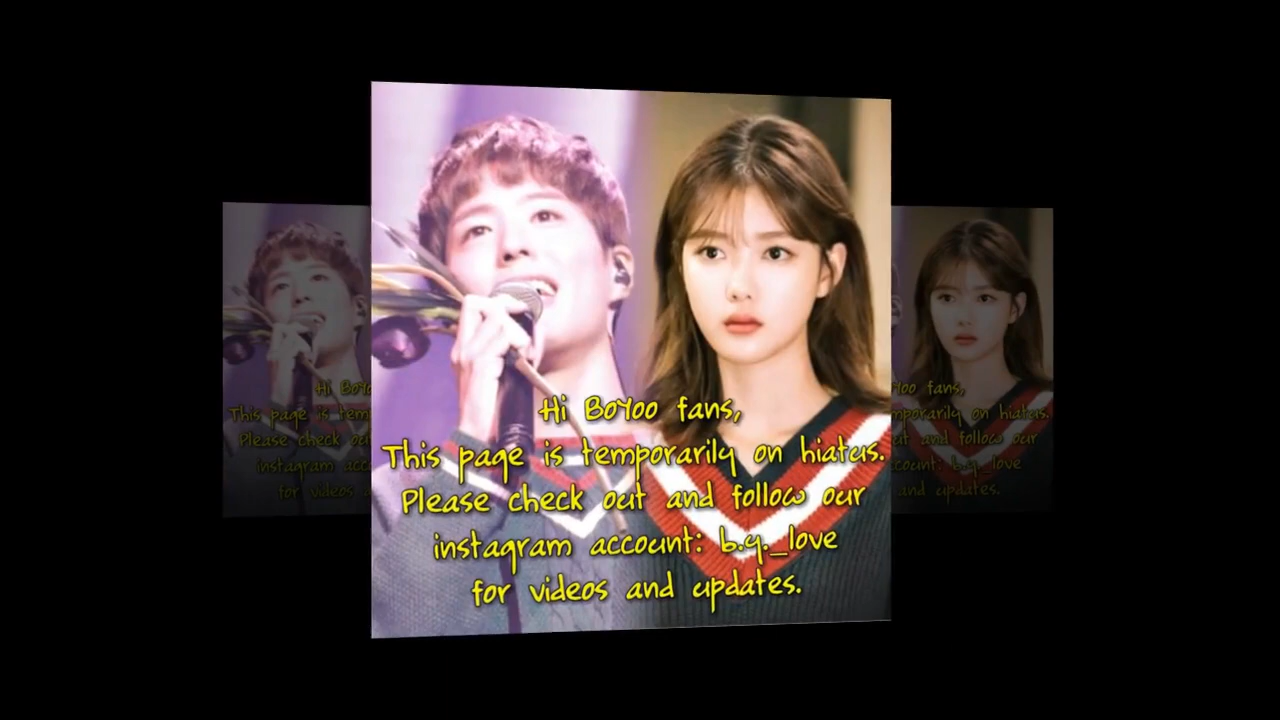 Hi BoYoo fans,
This page is temporarily on hiatus.
Please check out and follow our
instagram account: b.y._love
for videos and updates.